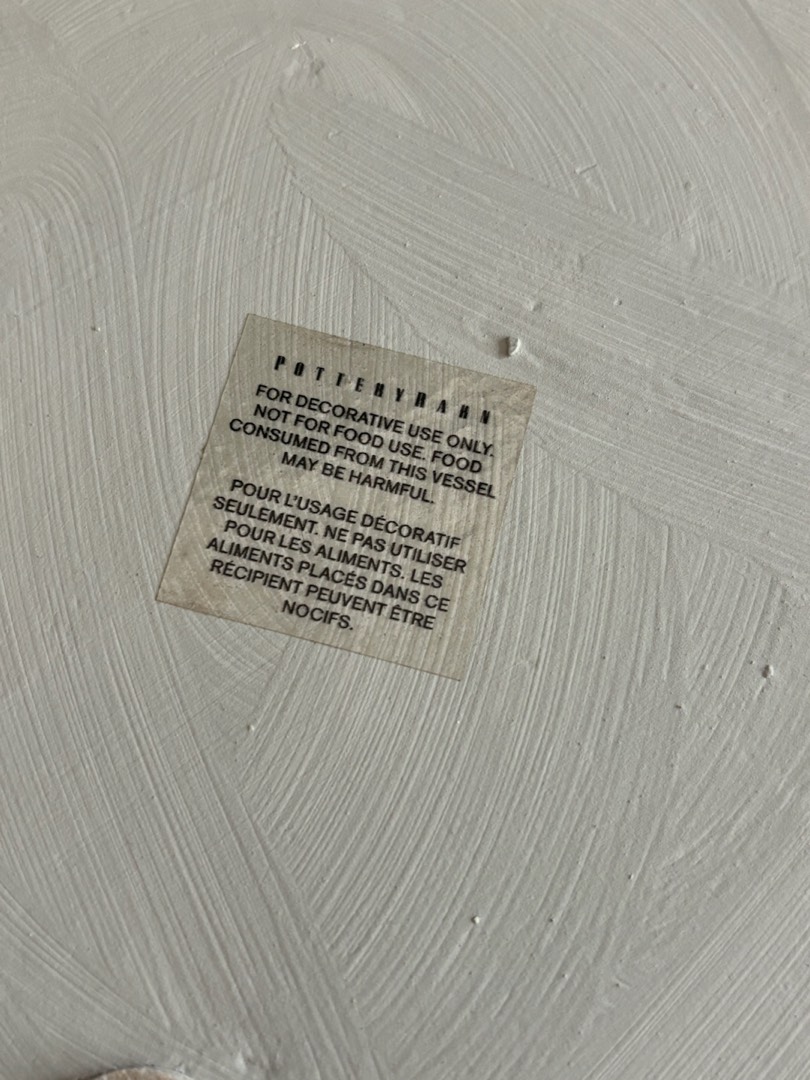 POTTERYBARN
FOR DECORATIVE USE ONLY.
NOT FOR FOOD USE. FOOD
CONSUMED FROM THIS VESSEL
MAY BE HARMFUL.
POUR L'USAGE DÉCORATIF
SEULEMENT. NE PAS UTILISER
POUR LES ALIMENTS. LES
ALIMENTS PLACÉS DANS CE
RÉCIPIENT PEUVENT ÊTRE
NOCIFS.